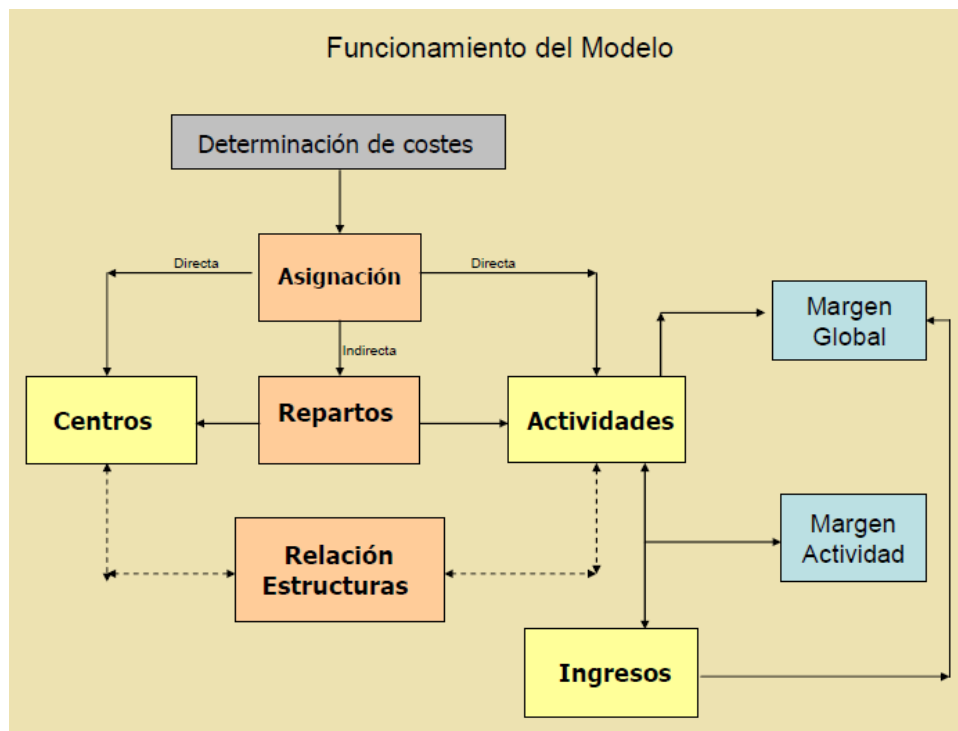 Funcionamiento del Modelo
Determinación de costes
Directa
Asignación
Directa
Margen
Global
Indirecta
Centros
Repartos
Actividades
Relación
Estructuras
Margen
Actividad
Ingresos